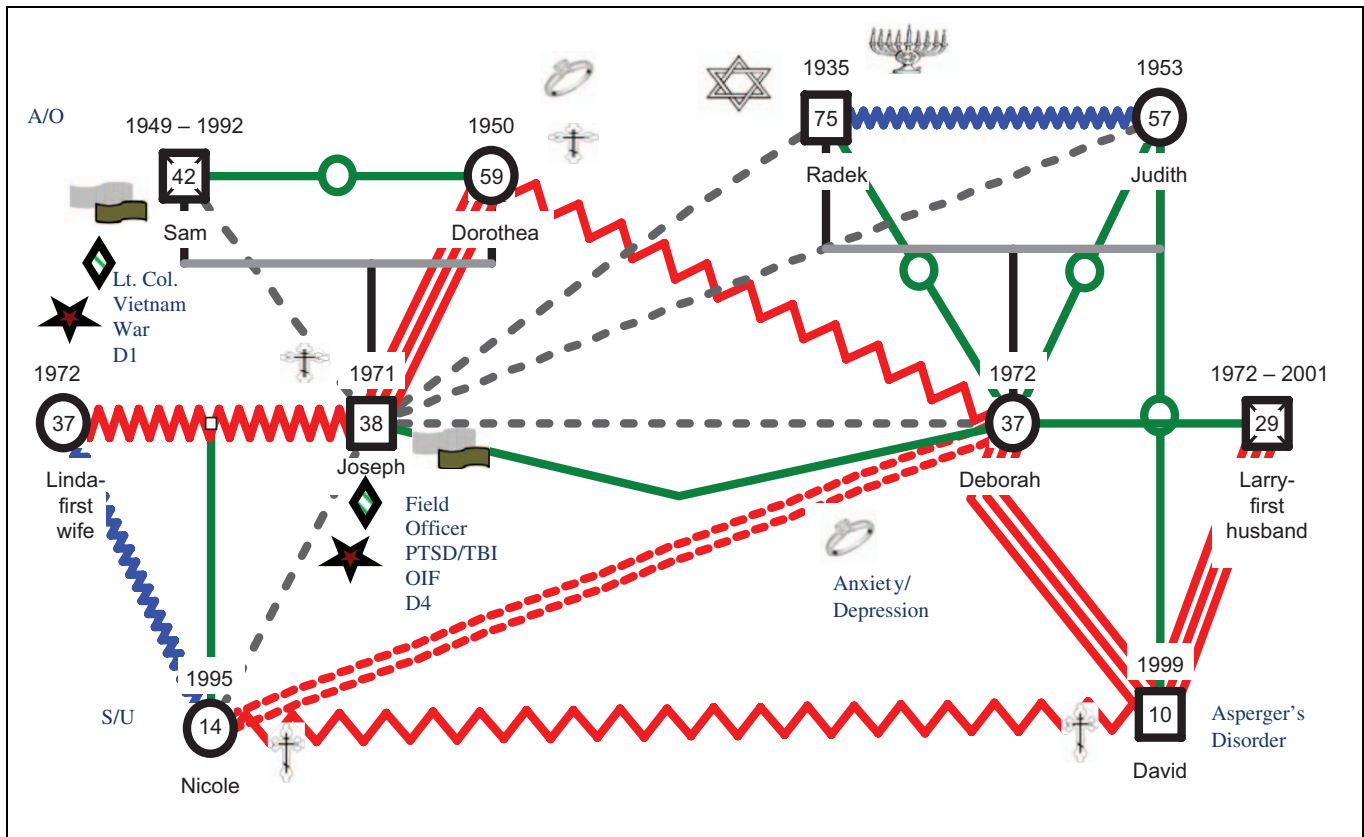 1935
1953
A/O
1949 – 1992
1950
75
57
42
59
Radek
Judith
Sam
Dorothea
Lt. Col.
Vietnam
War
D1
1972
1971
1972
1972 – 2001
37
38
37
29
Linda-
first
wife
Joseph
Deborah
Larry-
first
husband
Field
Officer
PTSD/TBI
OIF
D4
Anxiety/
Depression
1995
1999
S/U
14
10
Asperger's
Disorder
Nicole
David